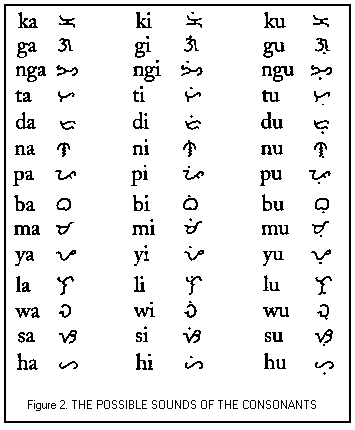 ka ᜃ ki ᜃᜒ ku ᜃᜓ
ga ᜄ gi ᜄᜒ gu ᜄᜓ
nga ᜅ ngi ᜅᜒ ngu ᜅᜓ
ta ᜆ ti ᜆᜒ tu ᜆᜓ
da ᜇ di ᜇᜒ du ᜇᜓ
na ᜈ ni ᜈᜒ nu ᜈᜓ
pa ᜉ pi ᜉᜒ pu ᜉᜓ
ba ᜊ bi ᜊᜒ bu ᜊᜓ
ma ᜋ mi ᜋᜒ mu ᜋᜓ
ya ᜌ yi ᜌᜒ yu ᜌᜓ
la ᜎ li ᜎᜒ lu ᜎᜓ
wa ᜏ wi ᜏᜒ wu ᜏᜓ
sa ᜐ si ᜐᜒ su ᜐᜓ
ha ᜑ hi ᜑᜒ hu ᜑᜓ
Figure 2. THE POSSIBLE SOUNDS OF THE CONSONANTS